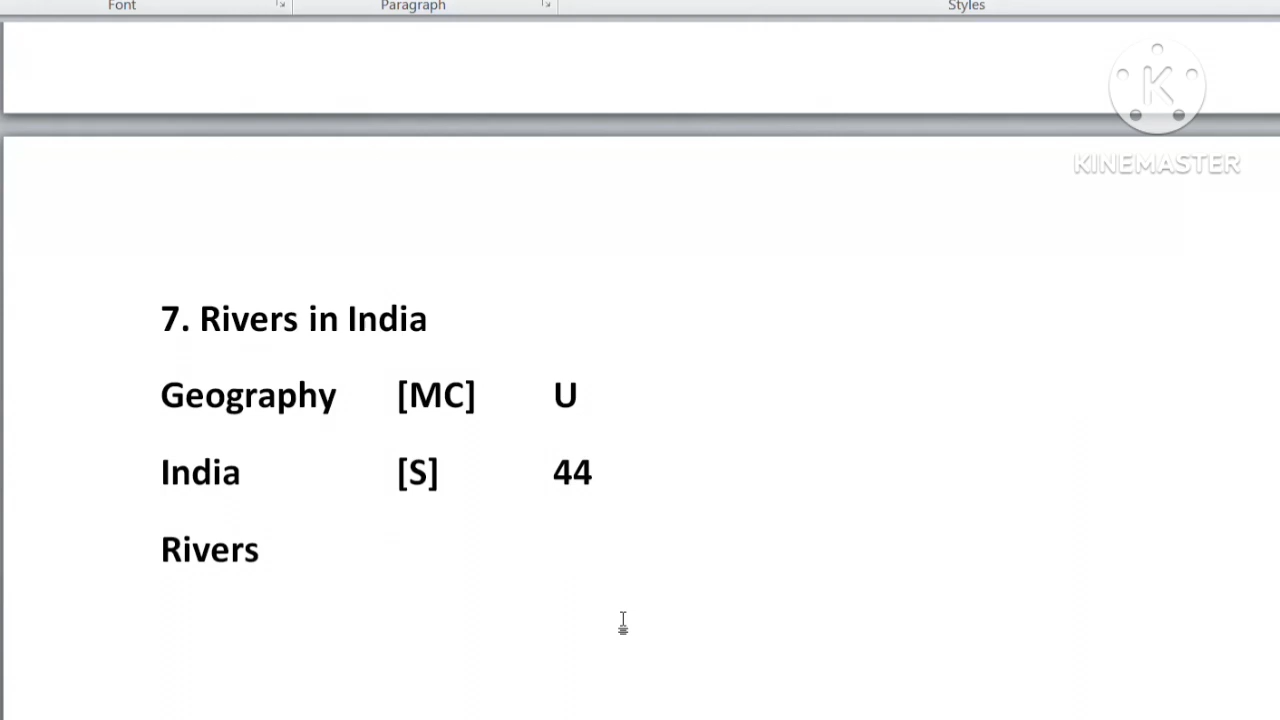 Font Paragraph Styles
K
KINEMASTER
7. Rivers in India
Geography [MC] U
India [S] 44
Rivers